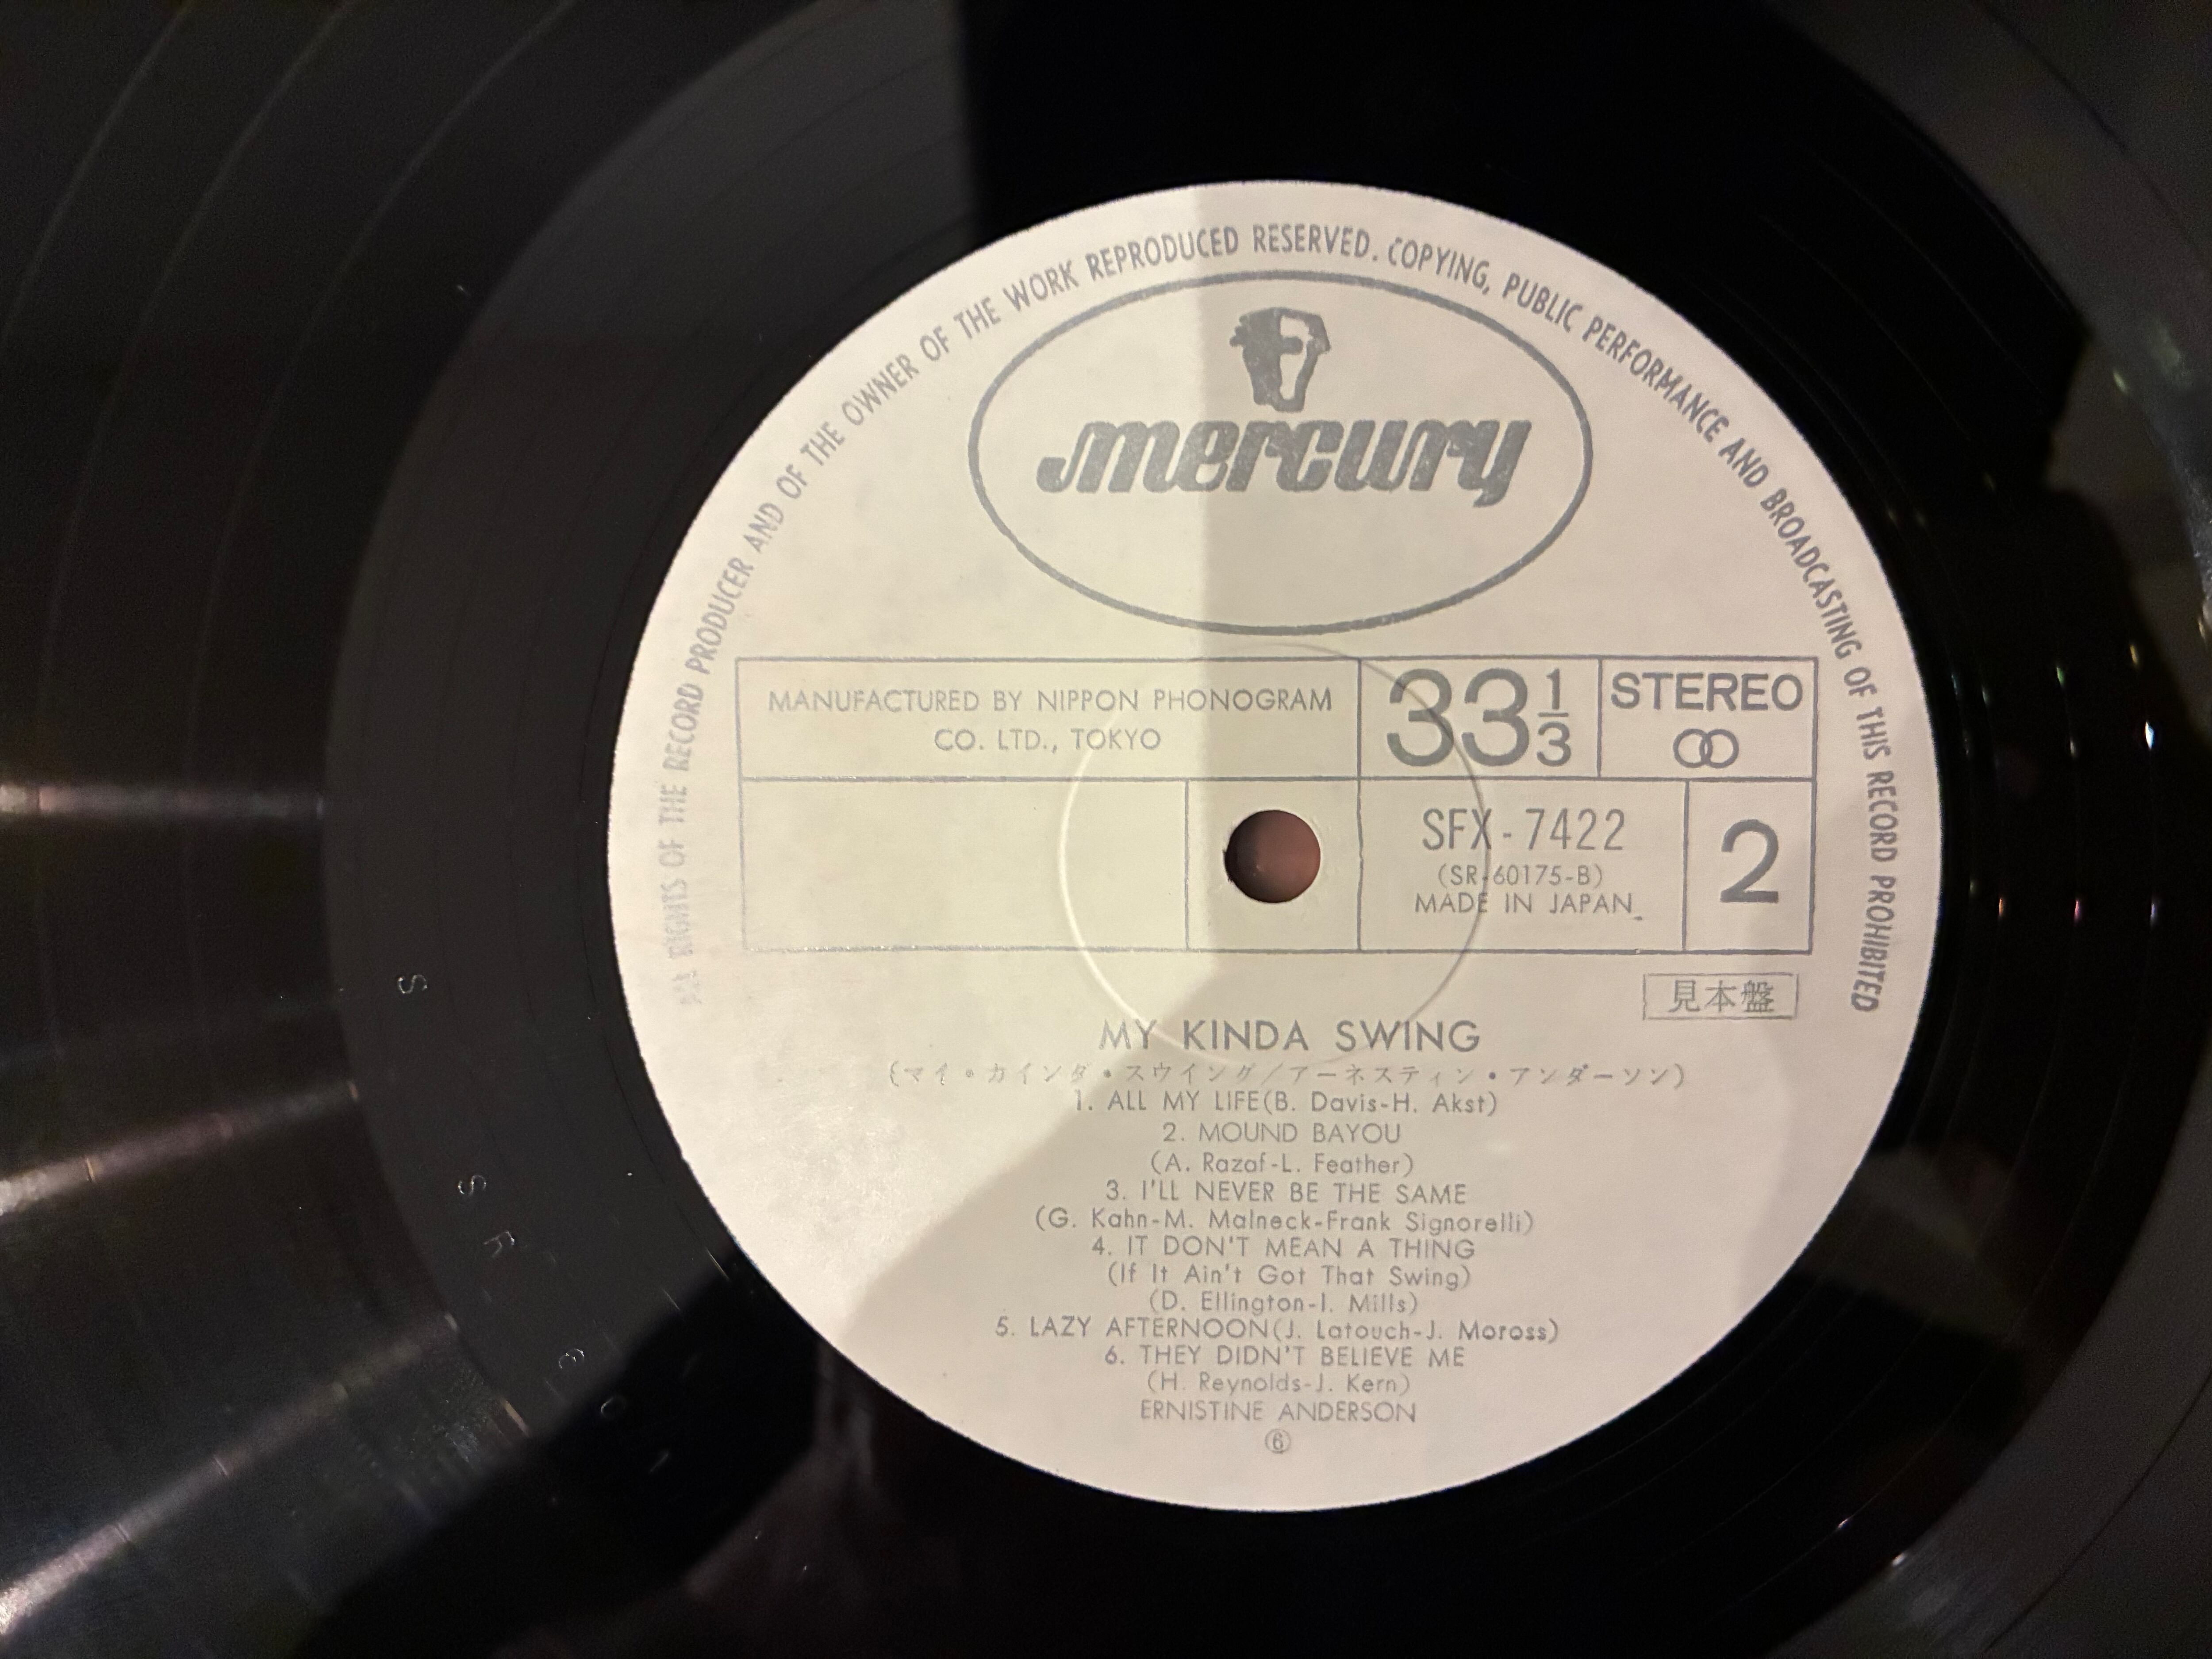 ALL RIGHTS OF THE RECORD PRODUCER AND OF THE OWNER OF THE WORK REPRODUCED RESERVED. COPYING, PUBLIC PERFORMANCE AND BROADCASTING OF THIS RECORD PROHIBITED
mercury
MANUFACTURED BY NIPPON PHONOGRAM
CO. LTD., TOKYO
33 1/3
STEREO
SFX-7422
(SR-60175-B)
MADE IN JAPAN
2
見本盤
MY KINDA SWING
(マイ・カインダ・スウイング/アーネスティン・アンダーソン)
1. ALL MY LIFE(B. Davis-H. Akst)
2. MOUND BAYOU
(A. Razaf-L. Feather)
3. I'LL NEVER BE THE SAME
(G. Kahn-M. Malneck-Frank Signorelli)
4. IT DON'T MEAN A THING
(If It Ain't Got That Swing)
(D. Ellington-I. Mills)
5. LAZY AFTERNOON(J. Latouch-J. Moross)
6. THEY DIDN'T BELIEVE ME
(H. Reynolds-J. Kern)
ERNISTINE ANDERSON
⑥
S
S R 6 0 1